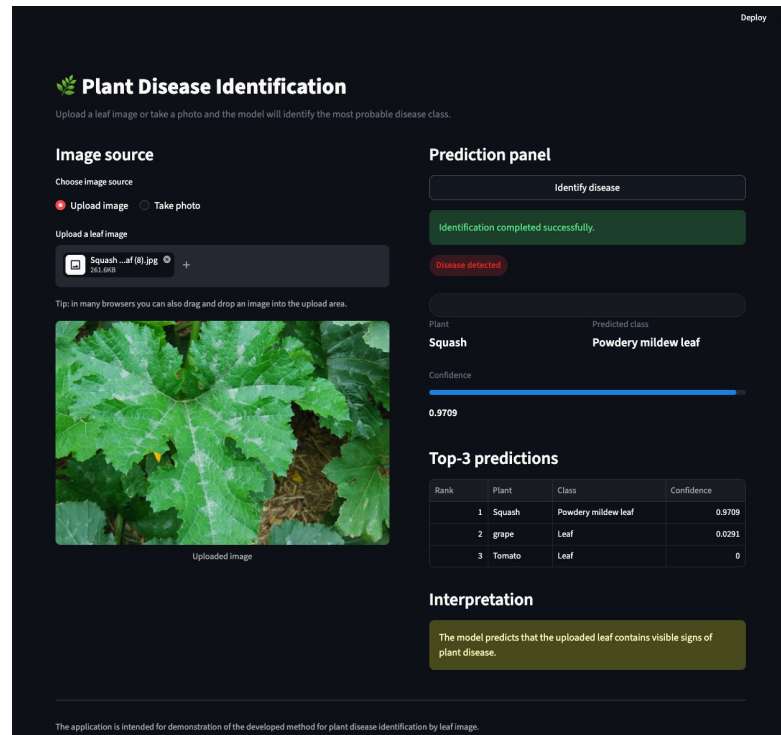 Deploy
Plant Disease Identification
Upload a leaf image or take a photo and the model will identify the most probable disease class.
Image source
Choose image source
Upload image Take photo
Upload a leaf image
Squash ...af (8).jpg
261.6KB
Tip: in many browsers you can also drag and drop an image into the upload area.
Uploaded image
Prediction panel
Identify disease
Identification completed successfully.
Disease detected
Plant Predicted class
Squash Powdery mildew leaf
Confidence
0.9709
Top-3 predictions
Rank Plant Class Confidence
1 Squash Powdery mildew leaf 0.9709
2 grape Leaf 0.0291
3 Tomato Leaf 0
Interpretation
The model predicts that the uploaded leaf contains visible signs of
plant disease.
The application is intended for demonstration of the developed method for plant disease identification by leaf image.